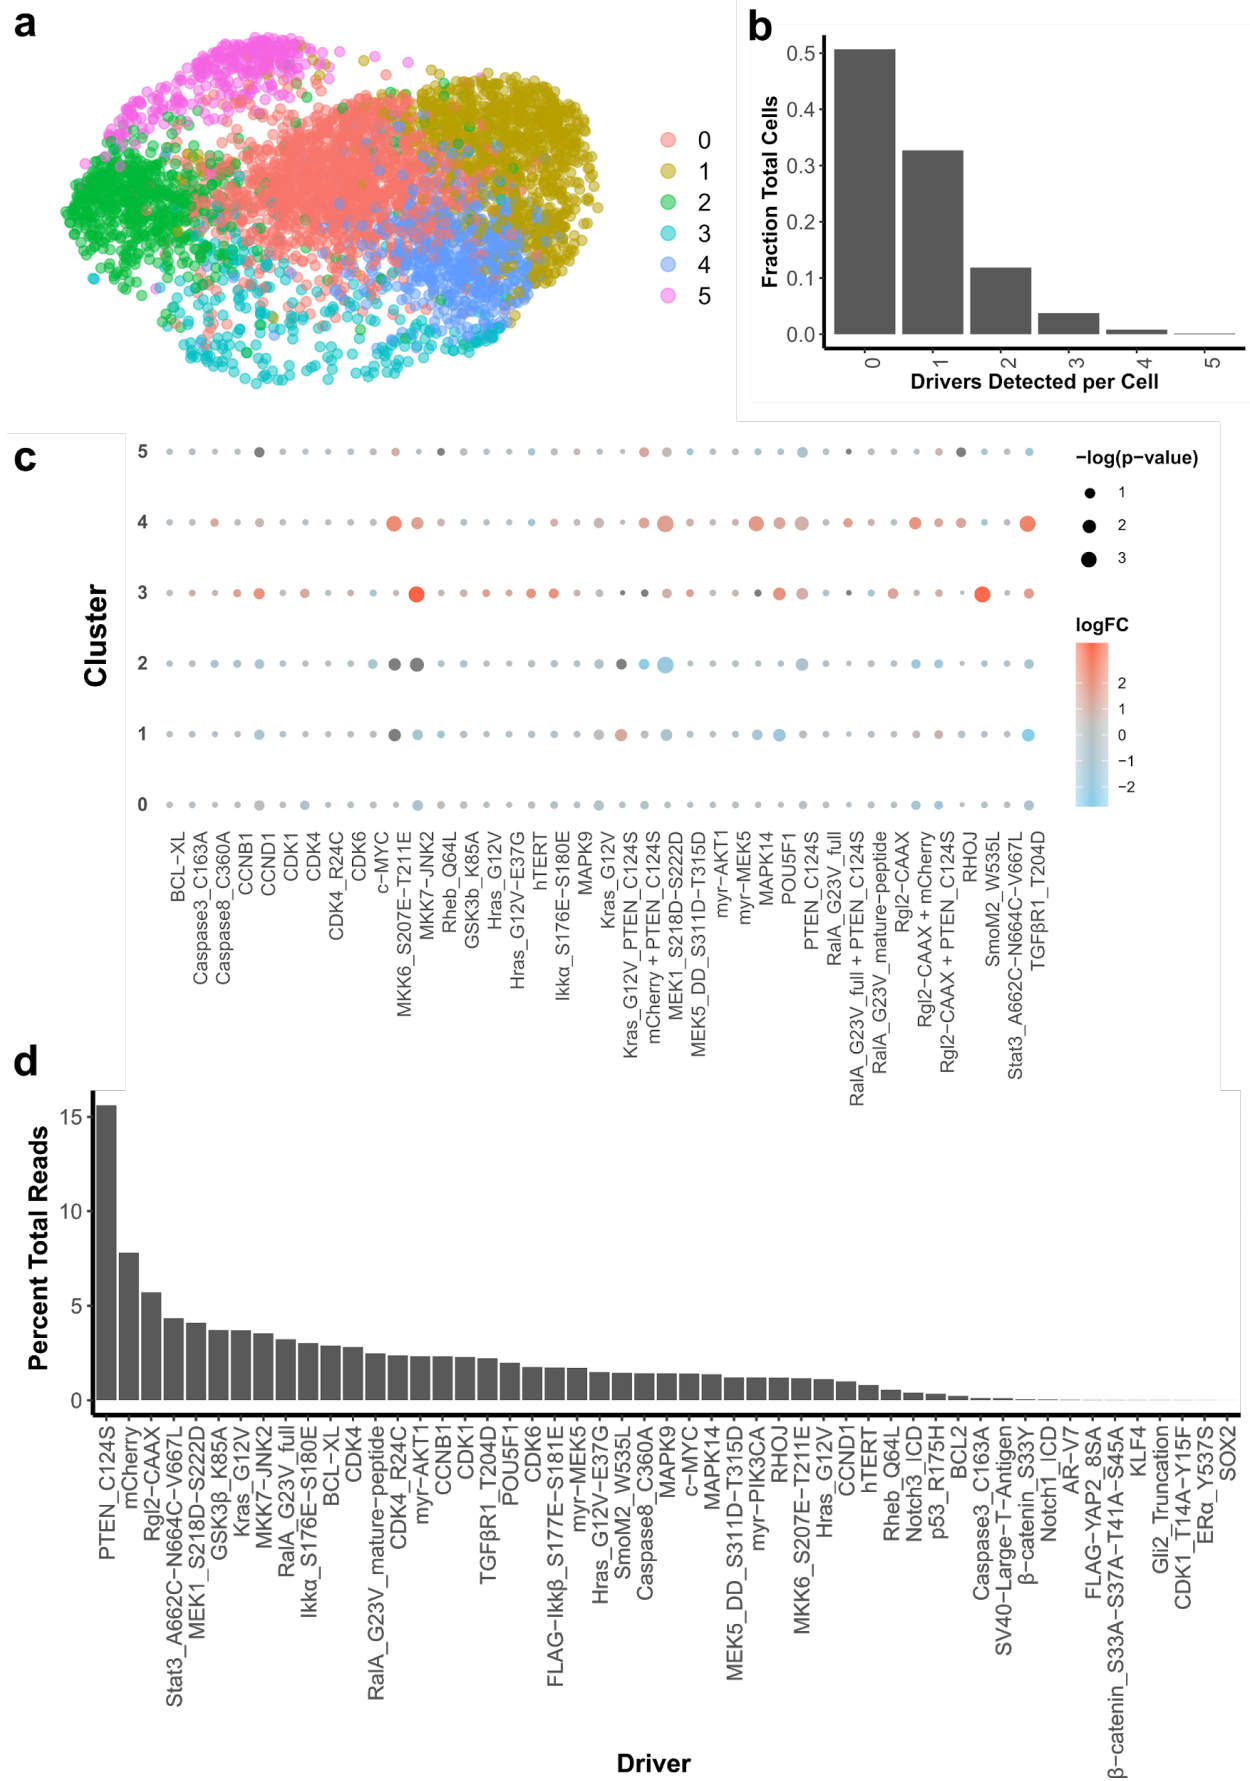 a
0
1
2
3
4
5
b
Fraction Total Cells
0.5
0.4
0.3
0.2
0.1
0.0
0
1
2
3
4
5
Drivers Detected per Cell
c
Cluster
5
4
3
2
1
0
−log(p−value)
1
2
3
logFC
2
1
0
−1
−2
BCL−XL
Caspase3_C163A
Caspase8_C360A
CCNB1
CCND1
CDK1
CDK4
CDK4_R24C
CDK6
c−MYC
MKK6_S207E−T211E
MKK7−JNK2
Rheb_Q64L
GSK3b_K85A
Hras_G12V
Hras_G12V−E37G
hTERT
Ikkα_S176E−S180E
MAPK9
Kras_G12V
Kras_G12V_PTEN_C124S
mCherry + PTEN_C124S
MEK1_S218D−S222D
MEK5_DD_S311D−T315D
myr−AKT1
myr−MEK5
MAPK14
POU5F1
PTEN_C124S
RalA_G23V_full
RalA_G23V_full + PTEN_C124S
RalA_G23V_mature−peptide
Rgl2−CAAX
Rgl2−CAAX + mCherry
Rgl2−CAAX + PTEN_C124S
RHOJ
SmoM2_W535L
Stat3_A662C−N664C−V667L
TGFβR1_T204D
d
Percent Total Reads
15
10
5
0
PTEN_C124S
mCherry
Rgl2−CAAX
Stat3_A662C−N664C−V667L
MEK1_S218D−S222D
GSK3β_K85A
Kras_G12V
MKK7−JNK2
RalA_G23V_full
Ikkα_S176E−S180E
BCL−XL
CDK4
RalA_G23V_mature−peptide
CDK4_R24C
myr−AKT1
CCNB1
CDK1
TGFβR1_T204D
POU5F1
CDK6
FLAG−Ikkβ_S177E−S181E
myr−MEK5
Hras_G12V−E37G
SmoM2_W535L
Caspase8_C360A
MAPK9
c−MYC
MAPK14
MEK5_DD_S311D−T315D
myr−PIK3CA
RHOJ
MKK6_S207E−T211E
Hras_G12V
CCND1
hTERT
Rheb_Q64L
Notch3_ICD
p53_R175H
BCL2
Caspase3_C163A
SV40−Large−T−Antigen
β−catenin_S33Y
Notch1_ICD
AR−V7
FLAG−YAP2_8SA
β−catenin_S33A−S37A−T41A−S45A
KLF4
Gli2_Truncation
CDK1_T14A−Y15F
ERα_Y537S
SOX2
Driver